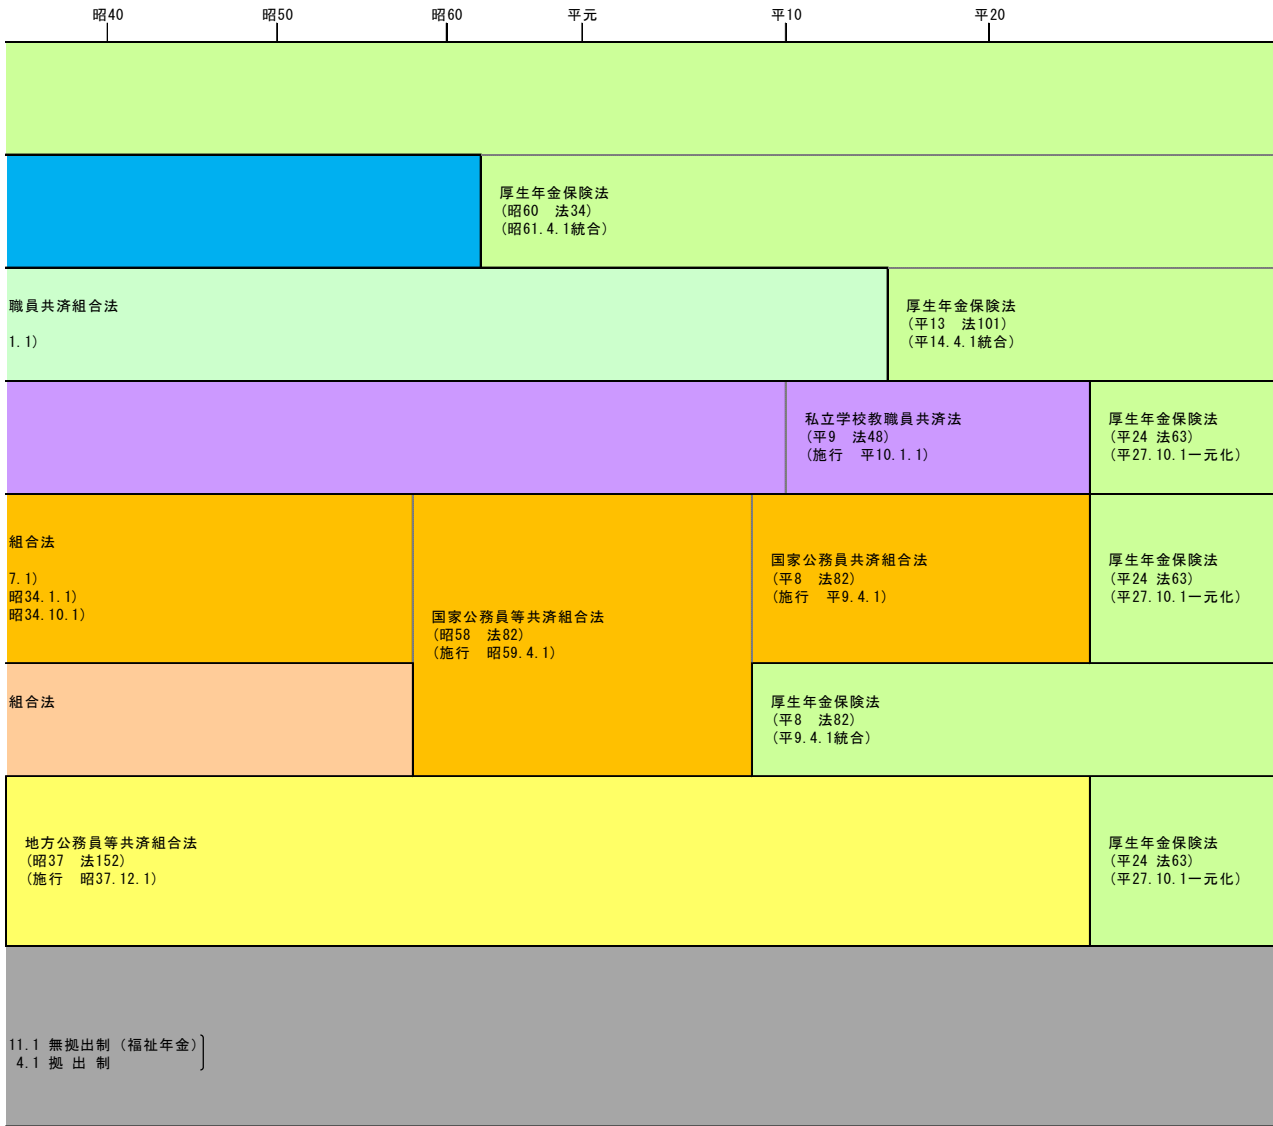 昭40 昭50 昭60 平元 平10 平20
厚生年金保険法
(昭60 法34)
(昭61.4.1統合)
職員共済組合法
1.1)
厚生年金保険法
(平13 法101)
(平14.4.1統合)
私立学校教職員共済法
(平9 法48)
(施行 平10.1.1)
厚生年金保険法
(平24 法63)
(平27.10.1一元化)
組合法
7.1)
昭34.1.1)
昭34.10.1)
国家公務員等共済組合法
(昭58 法82)
(施行 昭59.4.1)
国家公務員共済組合法
(平8 法82)
(施行 平9.4.1)
厚生年金保険法
(平24 法63)
(平27.10.1一元化)
組合法
厚生年金保険法
(平8 法82)
(平9.4.1統合)
地方公務員等共済組合法
(昭37 法152)
(施行 昭37.12.1)
厚生年金保険法
(平24 法63)
(平27.10.1一元化)
11.1 無拠出制（福祉年金）
4.1 拠 出 制